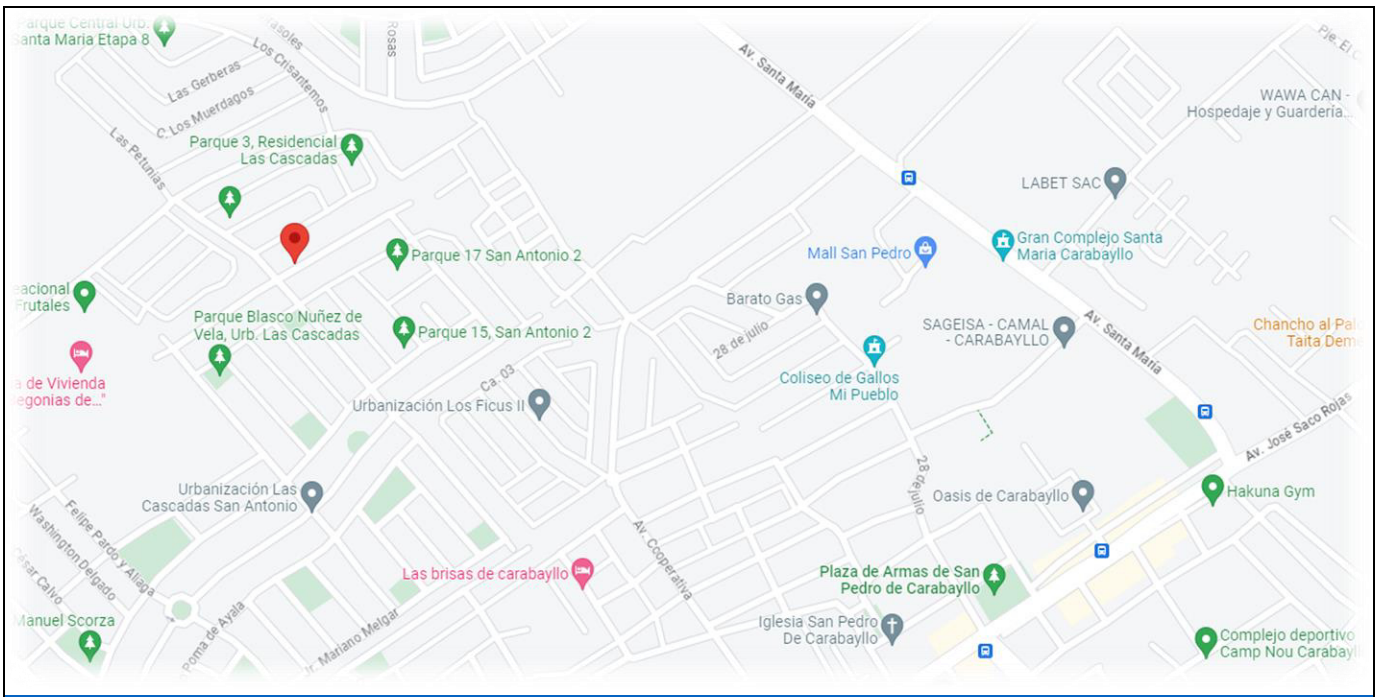 Parque Central Urb.
Santa Maria Etapa 8
Los Crisantemos
Rosas
Las Gerberas
C. Los Muerdagos
Las Petunias
Parque 3, Residencial
Las Cascadas
Av. Santa María
WAWA CAN -
Hospedaje y Guardería...
LABET SAC
Parque 17 San Antonio 2
Mall San Pedro
Gran Complejo Santa
Maria Carabayllo
Frutales
Barato Gas
28 de julio
Parque Blasco Nuñez de
Vela, Urb. Las Cascadas
Parque 15, San Antonio 2
SAGEISA - CAMAL
- CARABAYLLO
Av. Santa María
Chancho al
Taita
de Vivienda
Coliseo de Gallos
Mi Pueblo
Ca. 03
Urbanización Los Ficus II
Av. José Saco Rojas
28 de julio
Urbanización Las
Cascadas San Antonio
Oasis de Carabayllo
Hakuna Gym
Felipe Pardo y Aliaga
Washington Delgado
César Calvo
Av. Cooperativa
Las brisas de carabayllo
Plaza de Armas de San
Pedro de Carabayllo
Manuel Scorza
Poma de Ayala
Jr. Mariano Melgar
Iglesia San Pedro
De Carabayllo
Complejo deportivo
Camp Nou